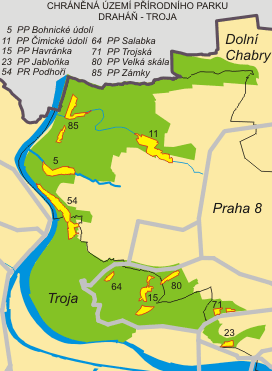 CHRÁNĚNÁ ÚZEMÍ PŘÍRODNÍHO PARKU
DRAHÁŇ - TROJA
5 PP Bohnické údolí
11 PP Čimické údolí 64 PP Salabka
15 PP Havránka 71 PP Trojská
23 PP Jabloňka 80 PP Velká skála
54 PR Podhoří 85 PP Zámky
Dolní
Chabry
85
11
5
54
Praha 8
Troja
64
15
80
71
23